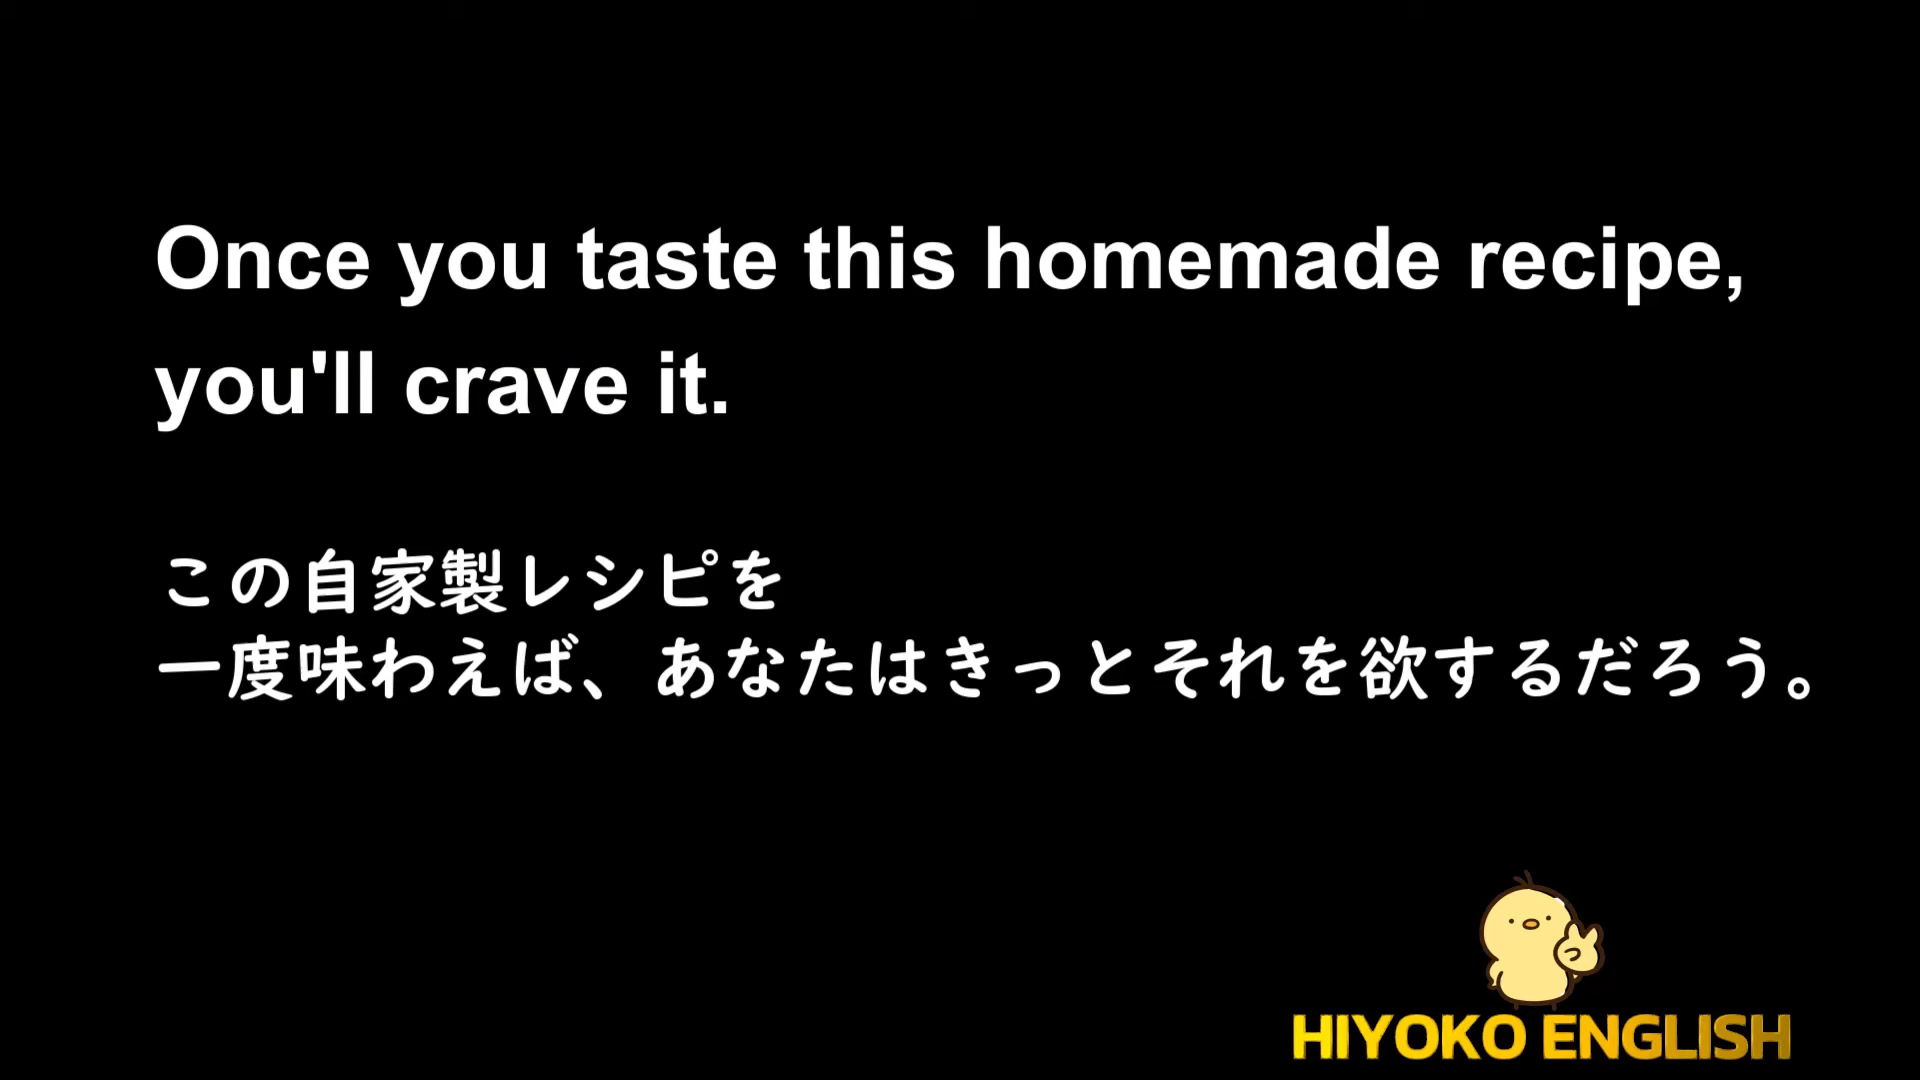 Once you taste this homemade recipe,
you'll crave it.
この自家製レシピを
一度味わえば、あなたはきっとそれを欲するだろう。
HIYOKO ENGLISH